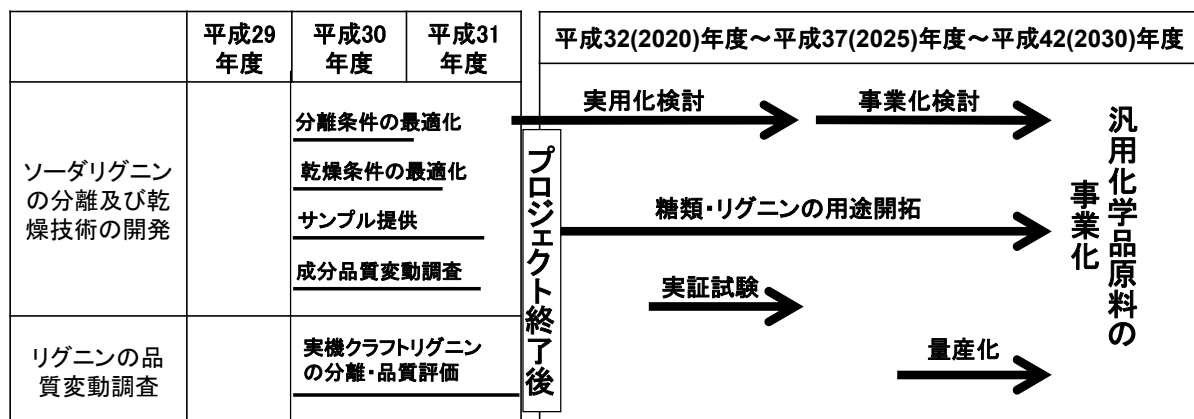 平成29
年度
平成30
年度
平成31
年度
平成32(2020)年度～平成37(2025)年度～平成42(2030)年度
ソーダリグニン
の分離及び乾
燥技術の開発
分離条件の最適化
乾燥条件の最適化
サンプル提供
成分品質変動調査
リグニンの品
質変動調査
実機クラフトリグニン
の分離・品質評価
プロジェクト終了後
実用化検討
事業化検討
糖類・リグニンの用途開拓
実証試験
量産化
汎用化学品原料の
事業化